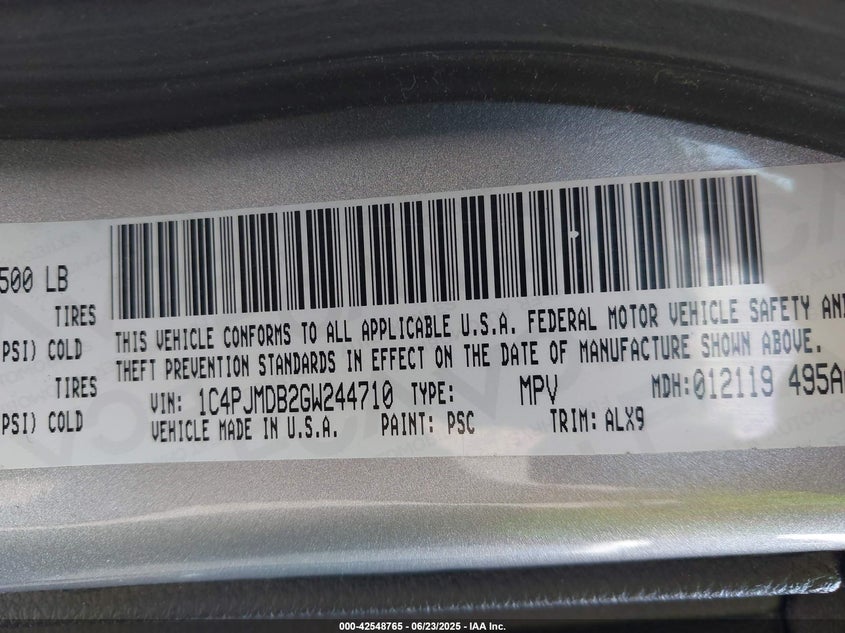 500 LB
TIRES
PSI) COLD
TIRES
PSI) COLD
THIS VEHICLE CONFORMS TO ALL APPLICABLE U.S.A. FEDERAL MOTOR VEHICLE SAFETY AND
THEFT PREVENTION STANDARDS IN EFFECT ON THE DATE OF MANUFACTURE SHOWN ABOVE.
VIN: 1C4PJMDB2GW244710 TYPE: MPV MDH:012119 495A
VEHICLE MADE IN U.S.A. PAINT: PSC TRIM: ALX9
000-42548765 - 06/23/2025 - IAA Inc.